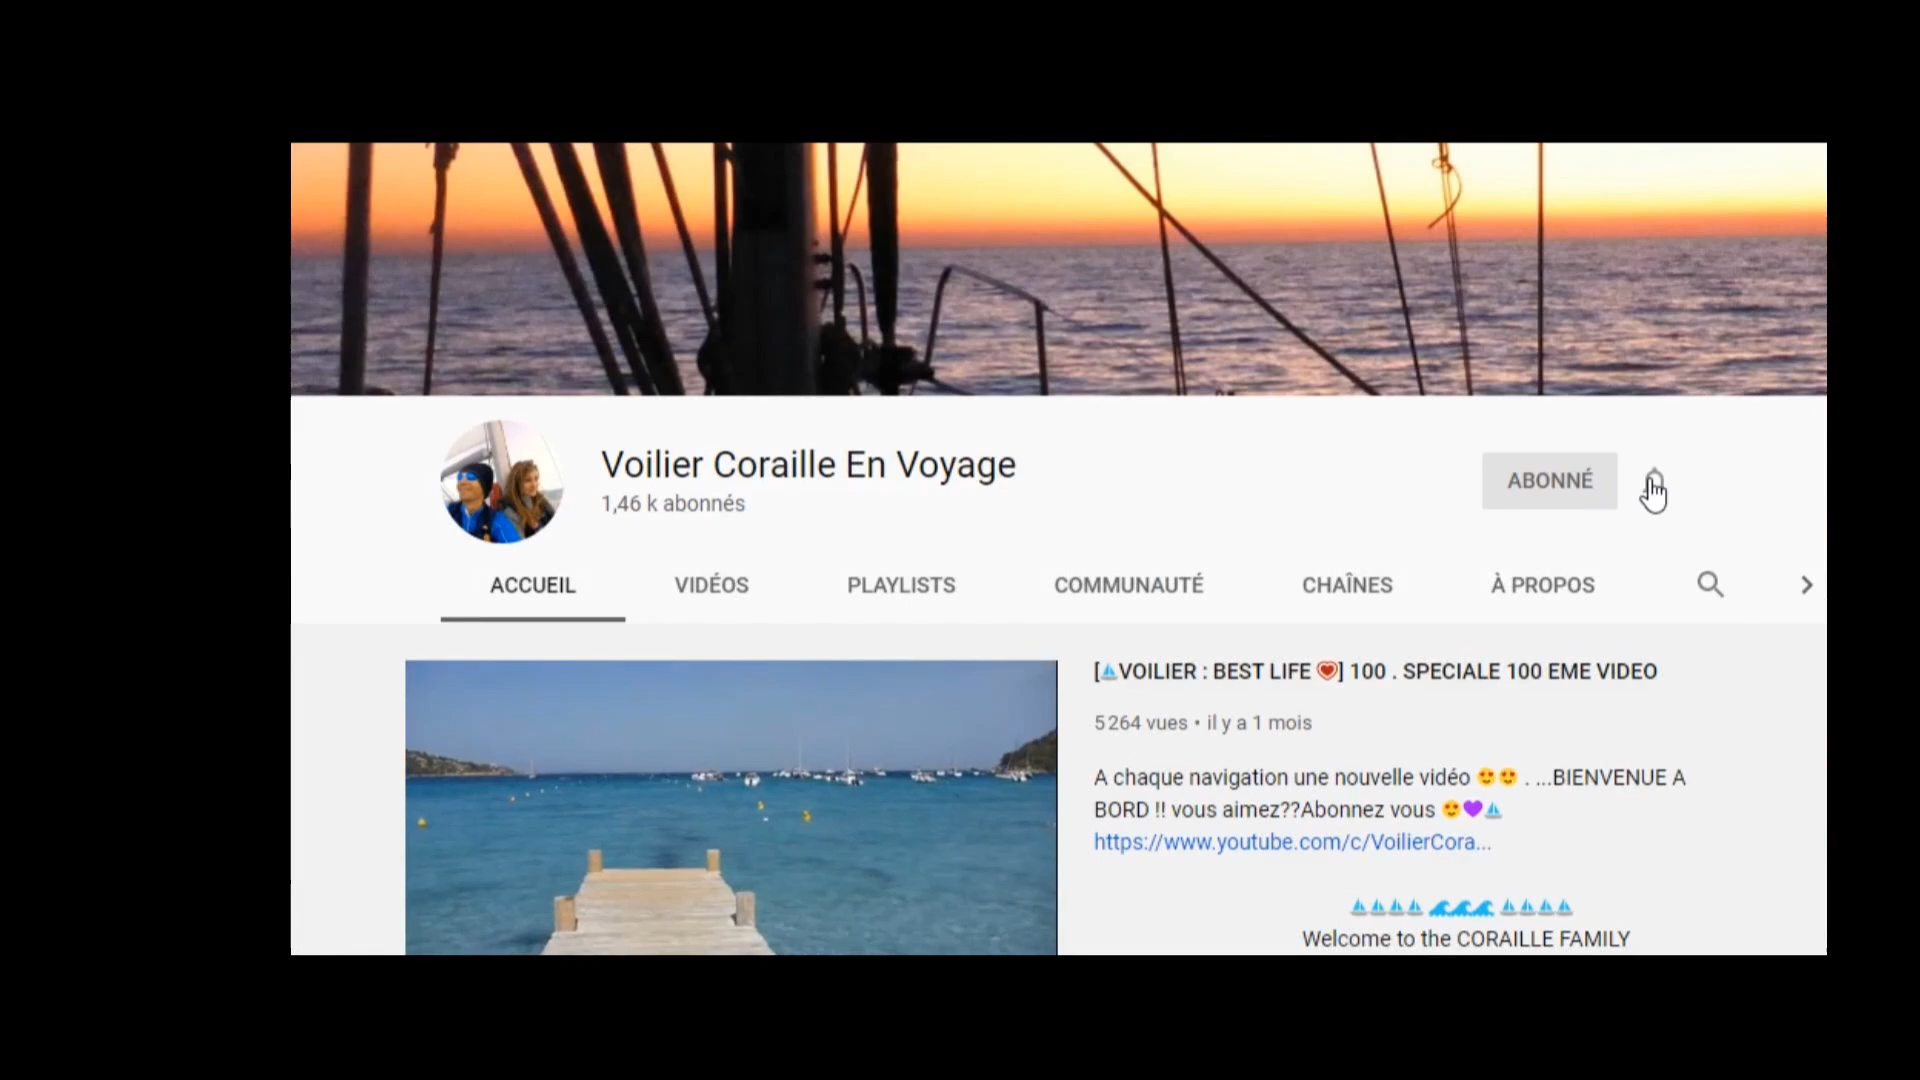 Voilier Coraille En Voyage
1,46 k abonnés
ABONNÉ
ACCUEIL VIDÉOS PLAYLISTS COMMUNAUTÉ CHAÎNES À PROPOS
[⛵VOILIER : BEST LIFE 💖] 100 . SPECIALE 100 EME VIDEO
5 264 vues • il y a 1 mois
A chaque navigation une nouvelle vidéo 😍😍 . ...BIENVENUE A
BORD !! vous aimez??Abonnez vous 😍💜⛵
https://www.youtube.com/c/VoilierCora...
⛵⛵⛵⛵ 🌊🌊🌊 ⛵⛵⛵⛵
Welcome to the CORAILLE FAMILY